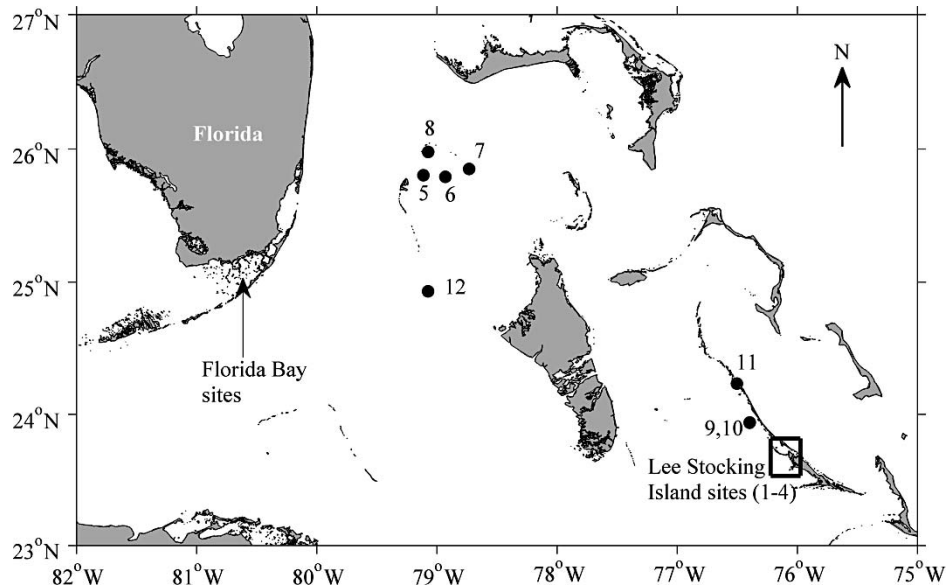 27°N
N
Florida
8
7
26°N
5
6
25°N
12
Florida Bay
sites
11
24°N
9,10
Lee Stocking
Island sites (1-4)
23°N
82°W
81°W
80°W
79°W
78°W
77°W
76°W
75°W